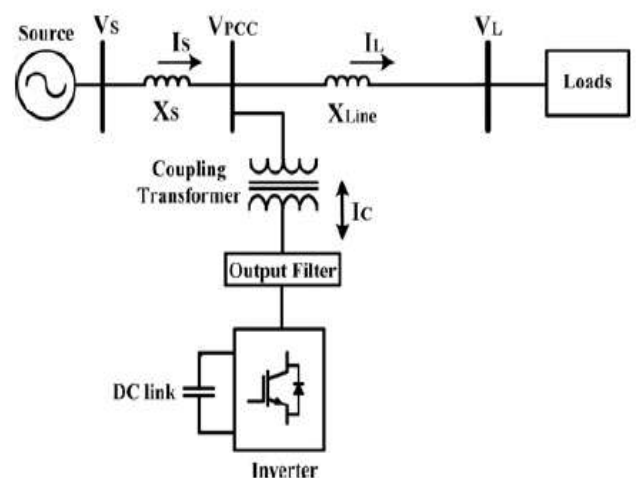 Source
VS
IS
VPCC
IL
VL
XS
XLine
Loads
Coupling
Transformer
IC
Output Filter
DC link
Inverter